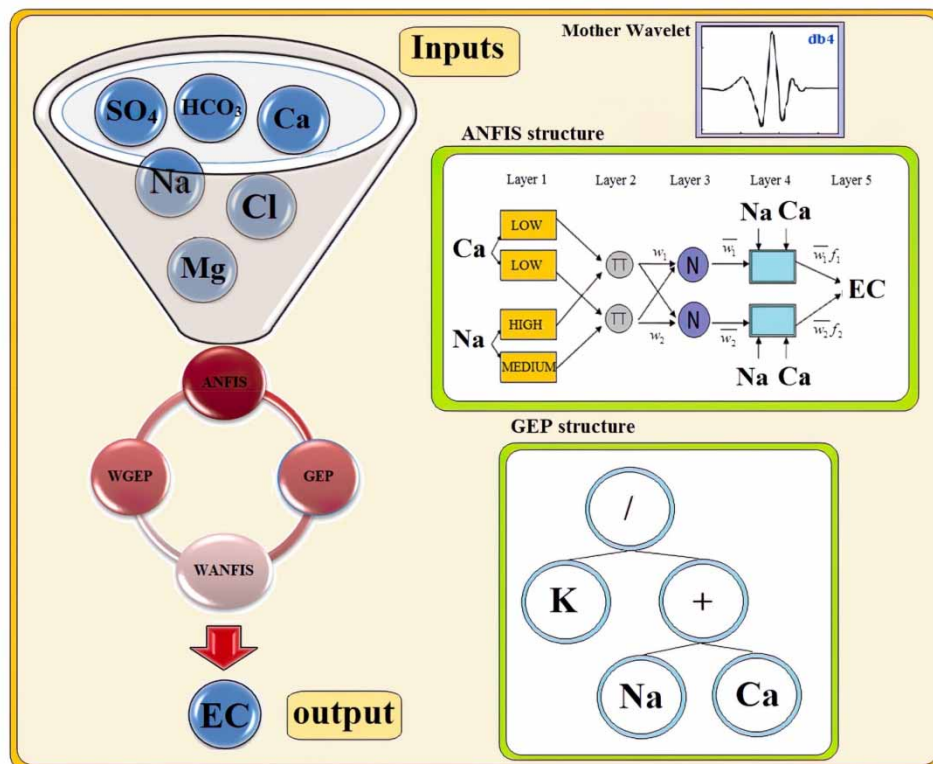 Inputs
SO₄
HCO₃
Ca
Na
Cl
Mg
ANFIS
WGEP
GEP
WANFIS
EC
output
Mother Wavelet
db4
ANFIS structure
Layer 1 Layer 2 Layer 3 Layer 4 Layer 5
Na Ca
Ca
LOW
LOW
Na
HIGH
MEDIUM
π
π
w₁
w₂
N
N
w̅₁
w̅₂
w̅₁f₁
w̅₂f₂
EC
Na Ca
GEP structure
/
K
+
Na
Ca